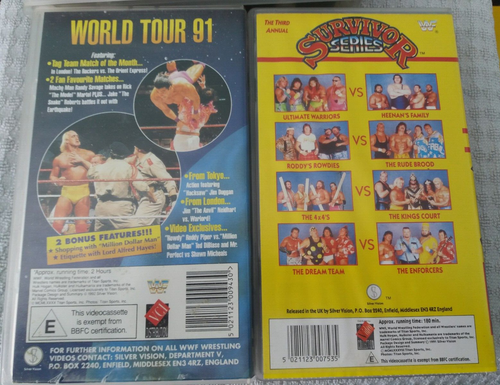 WORLD TOUR 91
Featuring:
• Tag Team Match of the Month...
In London! The Rockers vs. The Orient Express!
• 2 Fan Favourite Matches...
Macho Man Randy Savage takes on Rick
"The Model" Martel PLUS... Jake "The
Snake" Roberts battles it out with
Earthquake!
• From Tokyo...
Action featuring
"Hacksaw" Jim Duggan
• From London...
Jim "The Anvil" Neidhart
vs. Warlord!
• Video Exclusives...
"Rowdy" Roddy Piper vs. "Million
Dollar Man" Ted DiBiase and Mr.
Perfect vs Shawn Michaels
2 BONUS FEATURES!!!
• Shopping with "Million Dollar Man"
• Etiquette with Lord Alfred Hayes
Approx. running time: 2 Hours
E
This videocassette
is exempt from
BBFC certification
5 021123 009430
FOR FURTHER INFORMATION ON ALL WWF WRESTLING
VIDEOS CONTACT: SILVER VISION, DEPARTMENT V,
P.O. BOX 2240, ENFIELD, MIDDLESEX EN3 4RZ, ENGLAND
THE THIRD
ANNUAL
SURVIVOR
SERIES
TM
ULTIMATE WARRIORS
VS
HEENAN'S FAMILY
RODDY'S ROWDIES
VS
THE RUDE BROOD
THE 4x4'S
VS
THE KINGS COURT
THE DREAM TEAM
VS
THE ENFORCERS
Released in the UK by Silver Vision, P.O. Box 2240, Enfield, Middlesex EN3 4RZ England
Approx. running time: 180 min.
5 021123 007535
E
This videocassette is exempt from BBFC certification